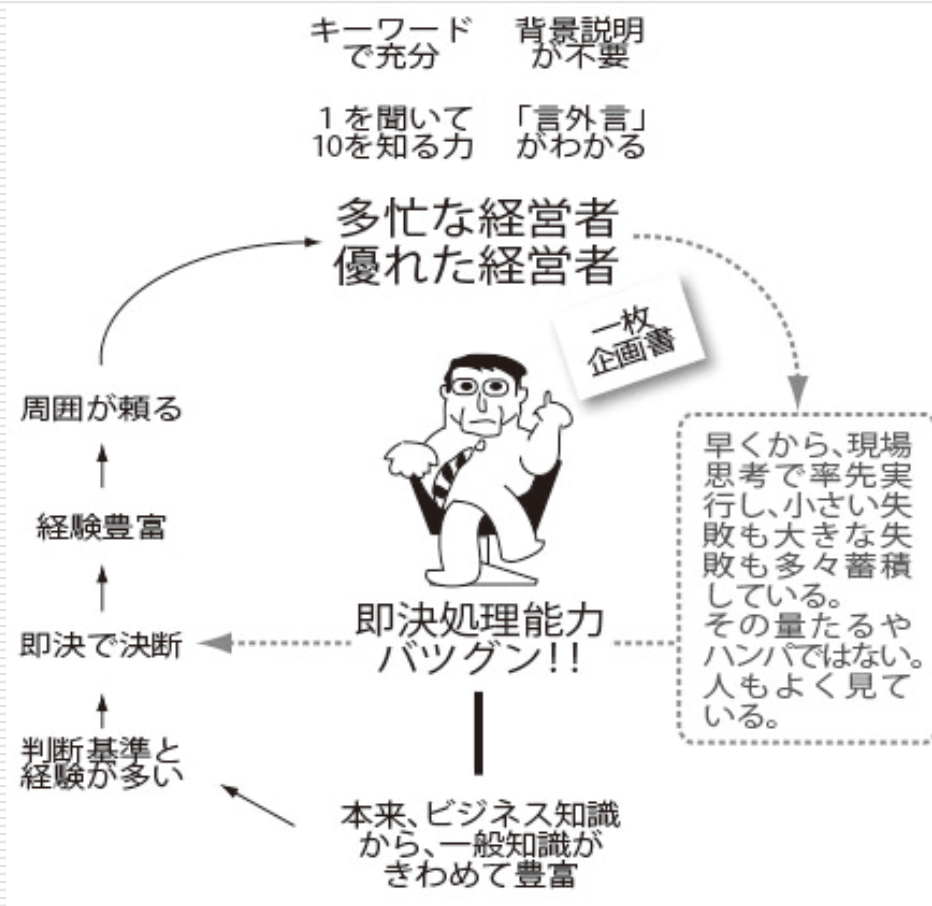 キーワード
で充分
背景説明
が不要
1を聞いて
10を知る力
「言外言」
がわかる
多忙な経営者
優れた経営者
一枚
企画書
早くから、現場
思考で率先実
行し、小さい失
敗も大きな失
敗も多々蓄積
している。
その量たるや
ハンパではない。
人もよく見て
いる。
周囲が頼る
経験豊富
即決で決断
判断基準と
経験が多い
即決処理能力
バツグン!!
本来、ビジネス知識
から、一般知識が
きわめて豊富